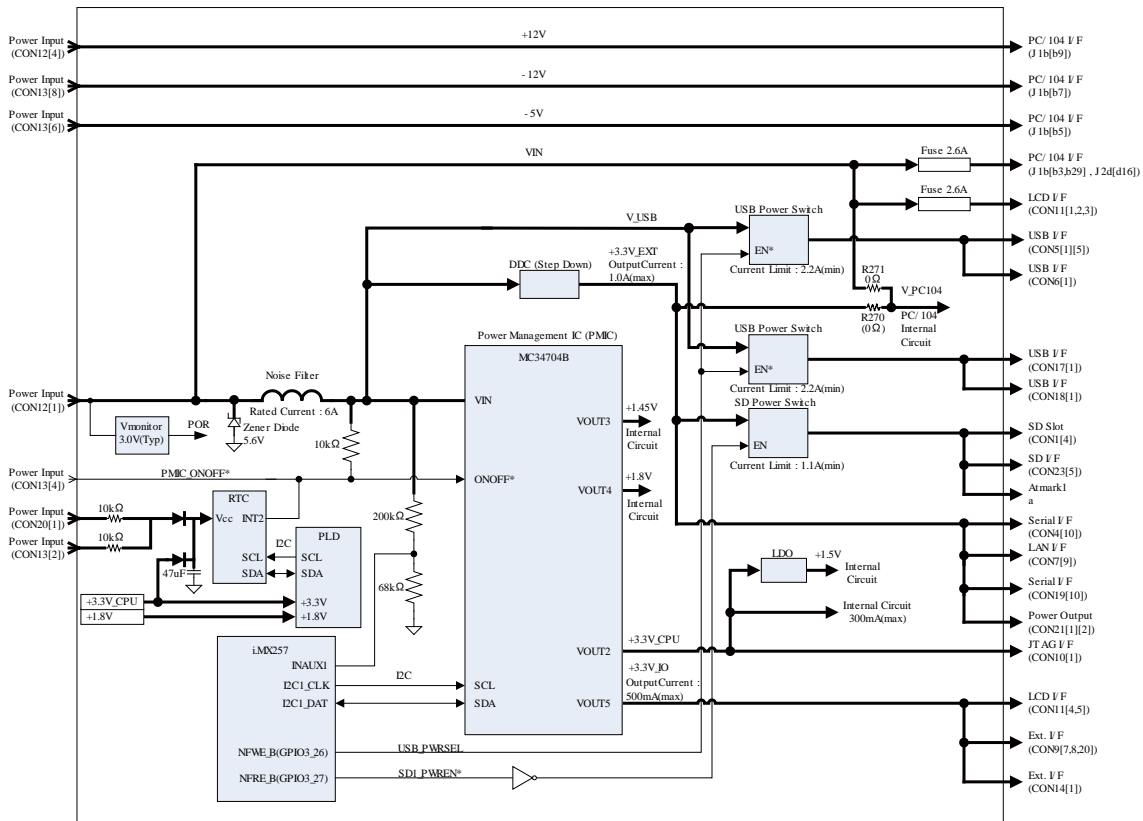 Power Input
(CON12[4])
+12V
PC/104 I/F
(J1b[b9])
Power Input
(CON13[8])
-12V
PC/104 I/F
(J1b[b7])
Power Input
(CON13[6])
-5V
PC/104 I/F
(J1b[b5])
VIN
Fuse 2.6A
PC/104 I/F
(J1b[b3,b29] , J2d[d16])
Fuse 2.6A
LCD I/F
(CON11[1,2,3])
V_USB
USB Power Switch
EN*
Current Limit : 2.2A(min)
USB I/F
(CON5[1][5])
USB I/F
(CON6[1])
DDC (Step Down)
+3.3V_EXT
OutputCurrent :
1.0A(max)
R271
0Ω
R270
(0Ω)
V_PC104
PC/104
Internal
Circuit
Power Management IC (PMIC)
MC34704B
USB Power Switch
EN*
Current Limit : 2.2A(min)
USB I/F
(CON17[1])
USB I/F
(CON18[1])
Power Input
(CON12[1])
Noise Filter
Rated Current : 6A
Zener Diode
5.6V
Vmonitor
3.0V(Typ)
POR
10kΩ
VIN
VOUT3
+1.45V
Internal
Circuit
SD Power Switch
EN
Current Limit : 1.1A(min)
SD Slot
(CON1[4])
SD I/F
(CON23[5])
Atmark1
a
Power Input
(CON13[4])
PMIC_ONOFF*
ONOFF*
VOUT4
+1.8V
Internal
Circuit
Power Input
(CON20[1])
10kΩ
Power Input
(CON13[2])
10kΩ
47uF
RTC
Vcc
INT2
SCL
SDA
I2C
PLD
SCL
SDA
+3.3V
+1.8V
+3.3V_CPU
+1.8V
200kΩ
68kΩ
Serial I/F
(CON4[10])
LAN I/F
(CON7[9])
Serial I/F
(CON19[10])
Power Output
(CON21[1][2])
LDO
+1.5V
Internal
Circuit
Internal Circuit
300mA(max)
VOUT2
+3.3V_CPU
JTAG I/F
(CON10[1])
i.MX257
INAUX1
I2C1_CLK
I2C1_DAT
NFWE_B(GPIO3_26)
NFRE_B(GPIO3_27)
I2C
SCL
SDA
+3.3V_IO
OutputCurrent :
500mA(max)
VOUT5
LCD I/F
(CON11[4,5])
Ext. I/F
(CON9[7,8,20])
Ext. I/F
(CON14[1])
USB_PWRSEL
SD1_PWREN*